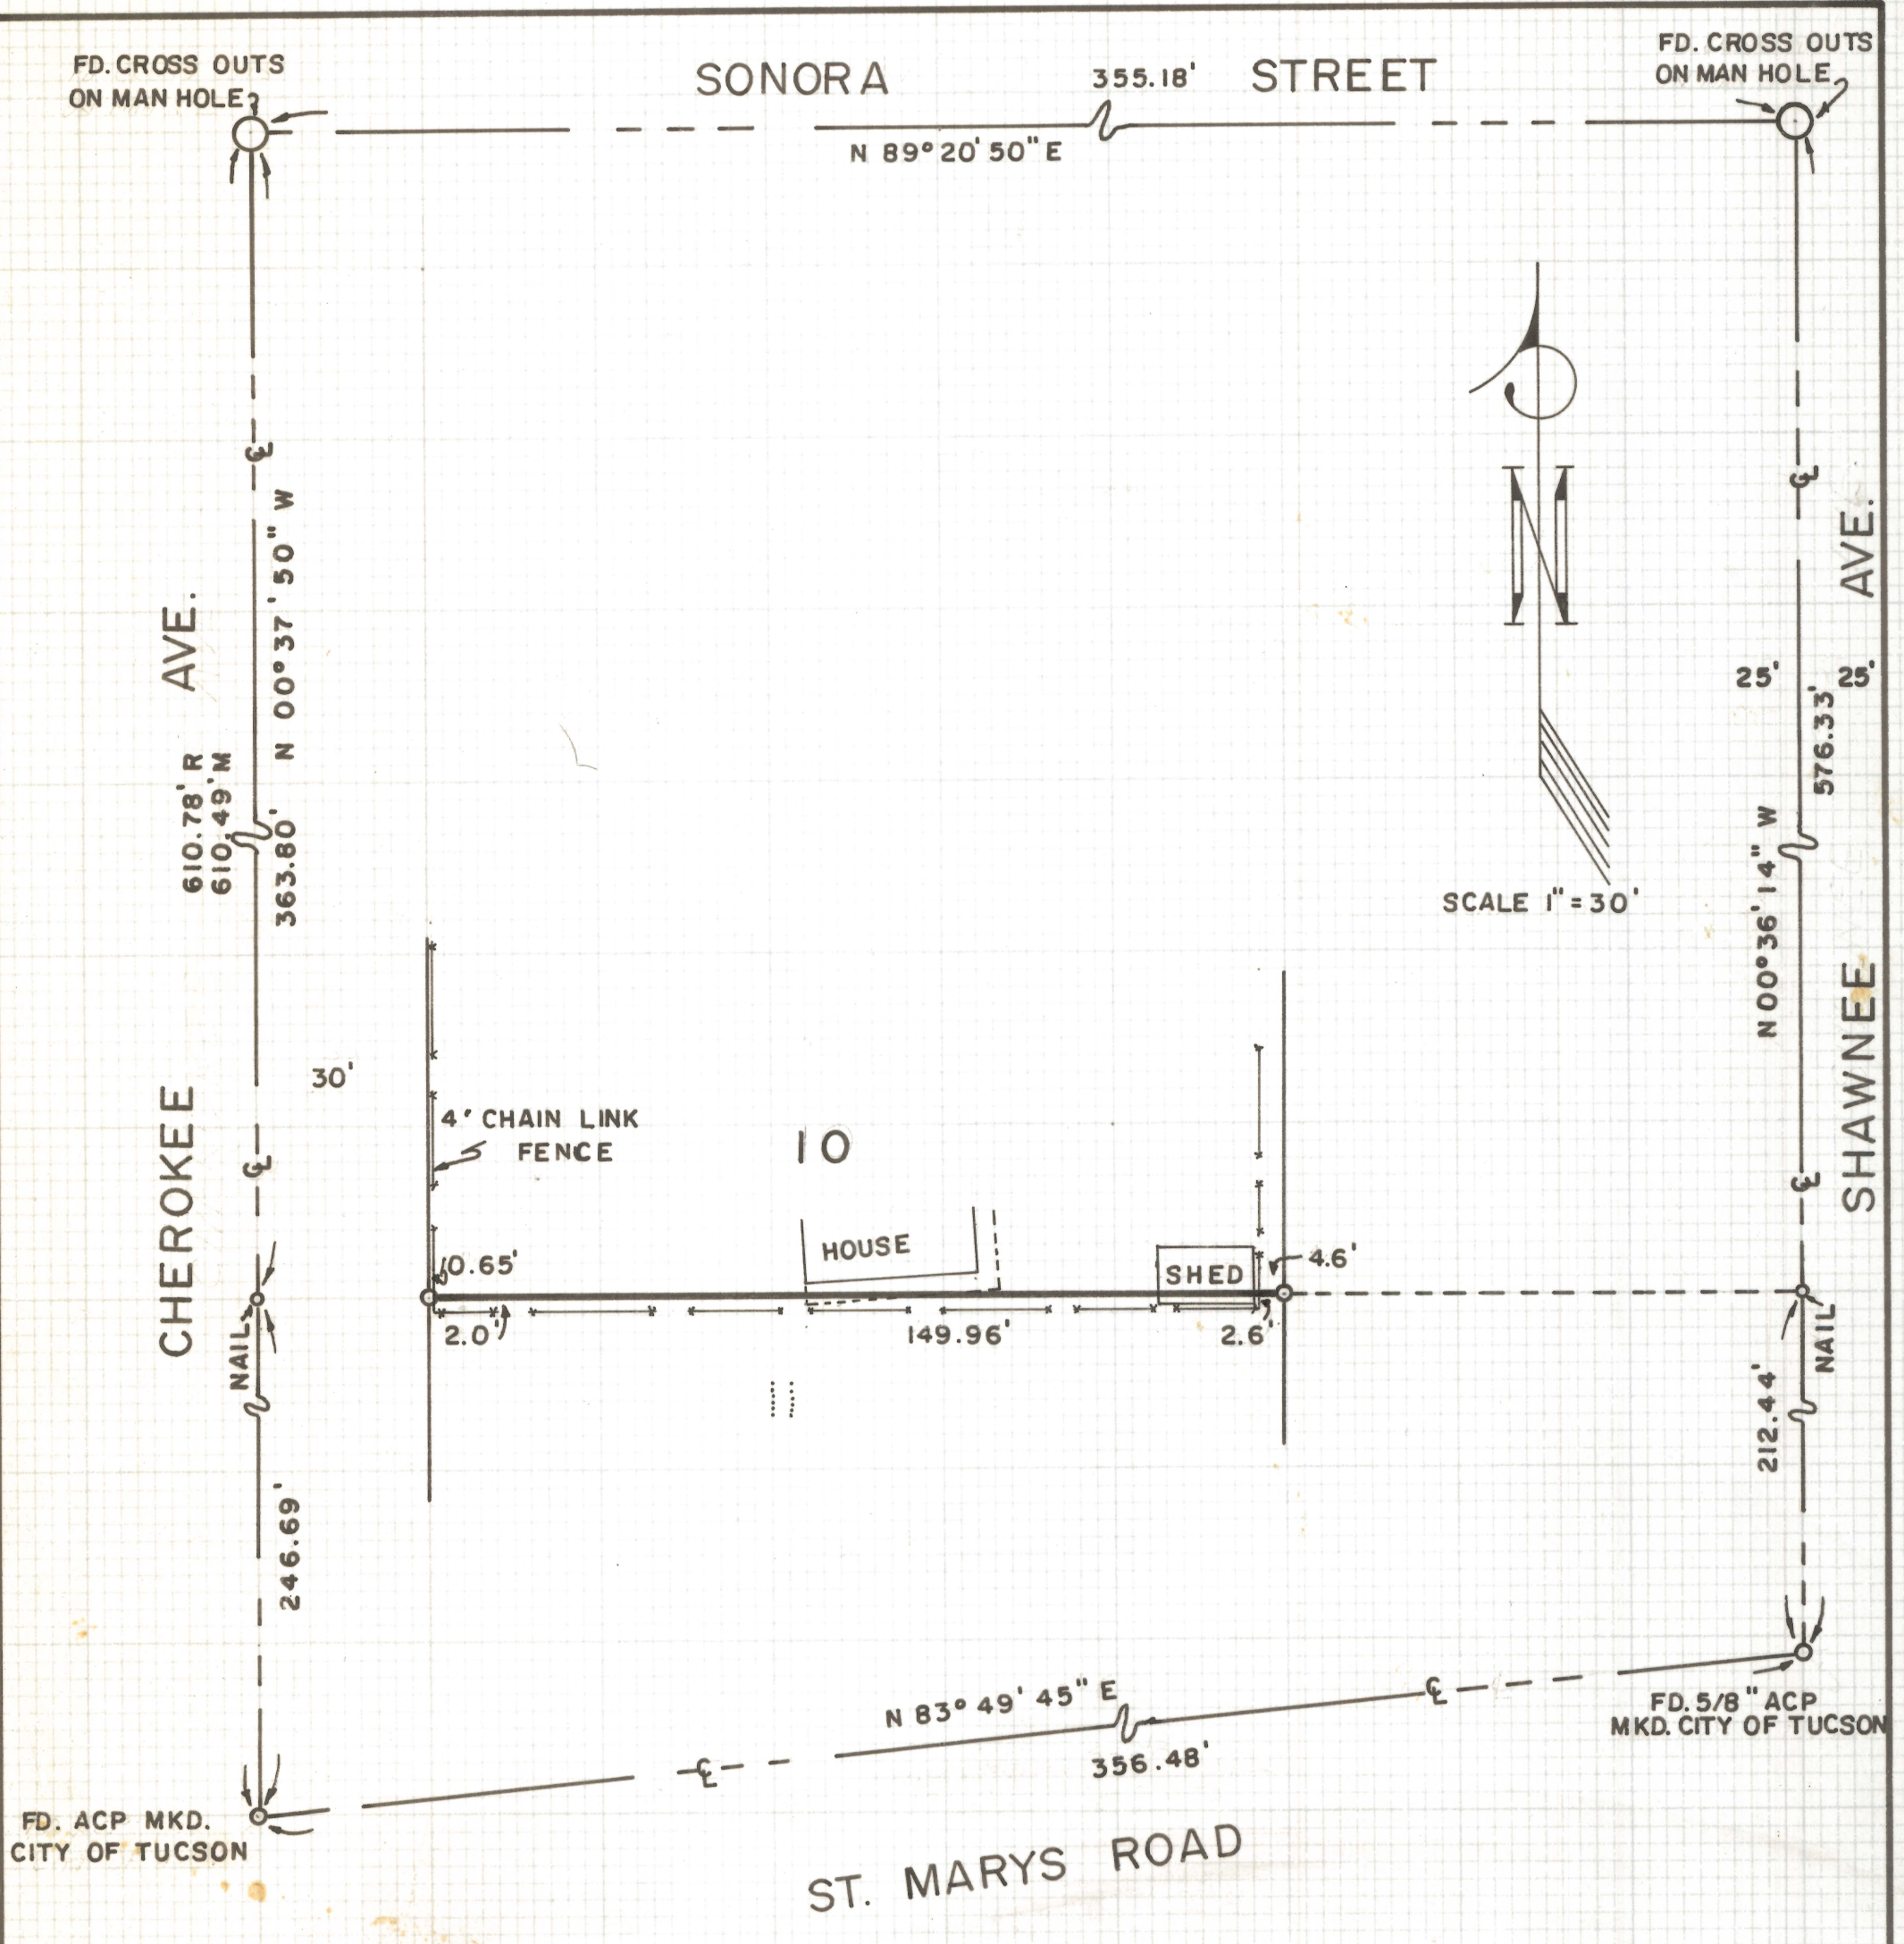 FD. CROSS OUTS
ON MAN HOLE
SONORA 355.18' STREET
N 89° 20' 50" E
FD. CROSS OUTS
ON MAN HOLE
℄
N 00° 37' 50" W
363.80'
CHEROKEE AVE.
610.78' R
610.49' M
30'
℄
NAIL
246.69'
N
SCALE 1" = 30'
℄
25'
25'
SHAWNEE AVE.
576.33'
N 00° 36' 14" W
℄
NAIL
212.44'
4' CHAIN LINK
FENCE
10
HOUSE
SHED
0.65'
4.6'
2.0'
149.96'
2.6'
N 83° 49' 45" E
℄
℄
356.48'
FD. 5/8" ACP
MKD. CITY OF TUCSON
FD. ACP MKD.
CITY OF TUCSON
ST. MARYS ROAD